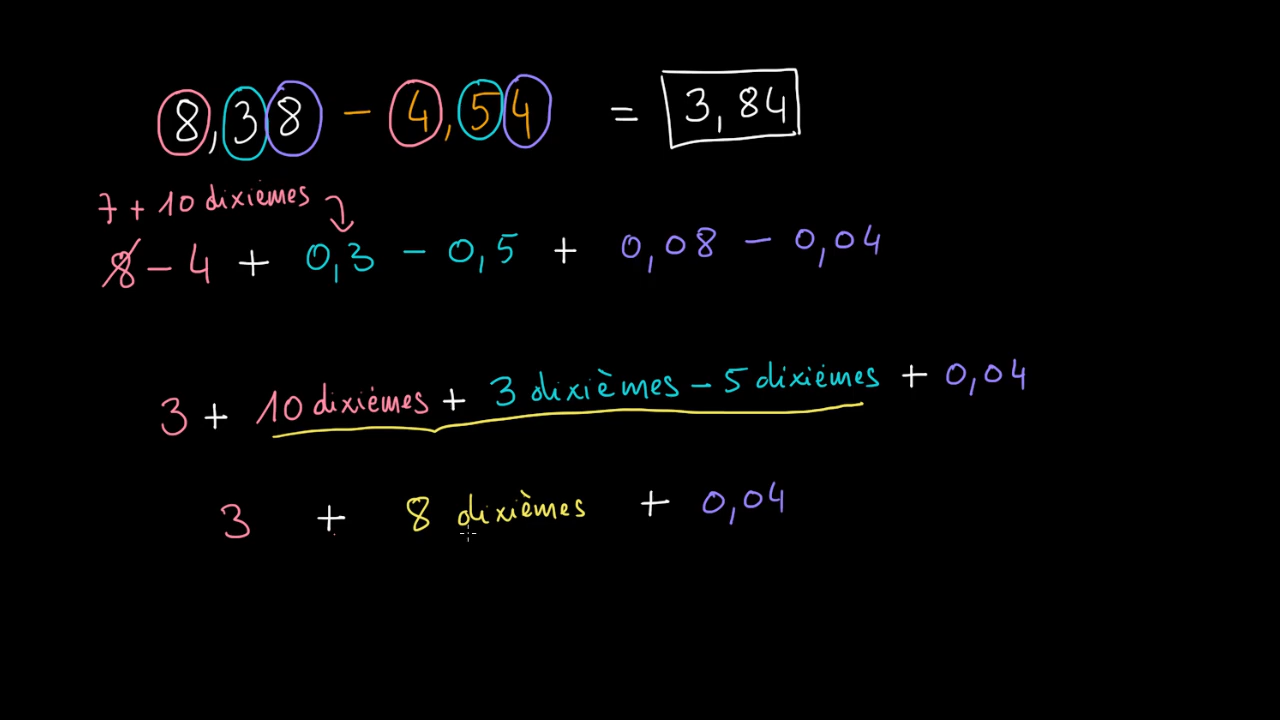 8,38 - 4,54 = 3,84
7 + 10 dixièmes
8 - 4 + 0,3 - 0,5 + 0,08 - 0,04
3 + 10 dixièmes + 3 dixièmes - 5 dixièmes + 0,04
3 + 8 dixièmes + 0,04